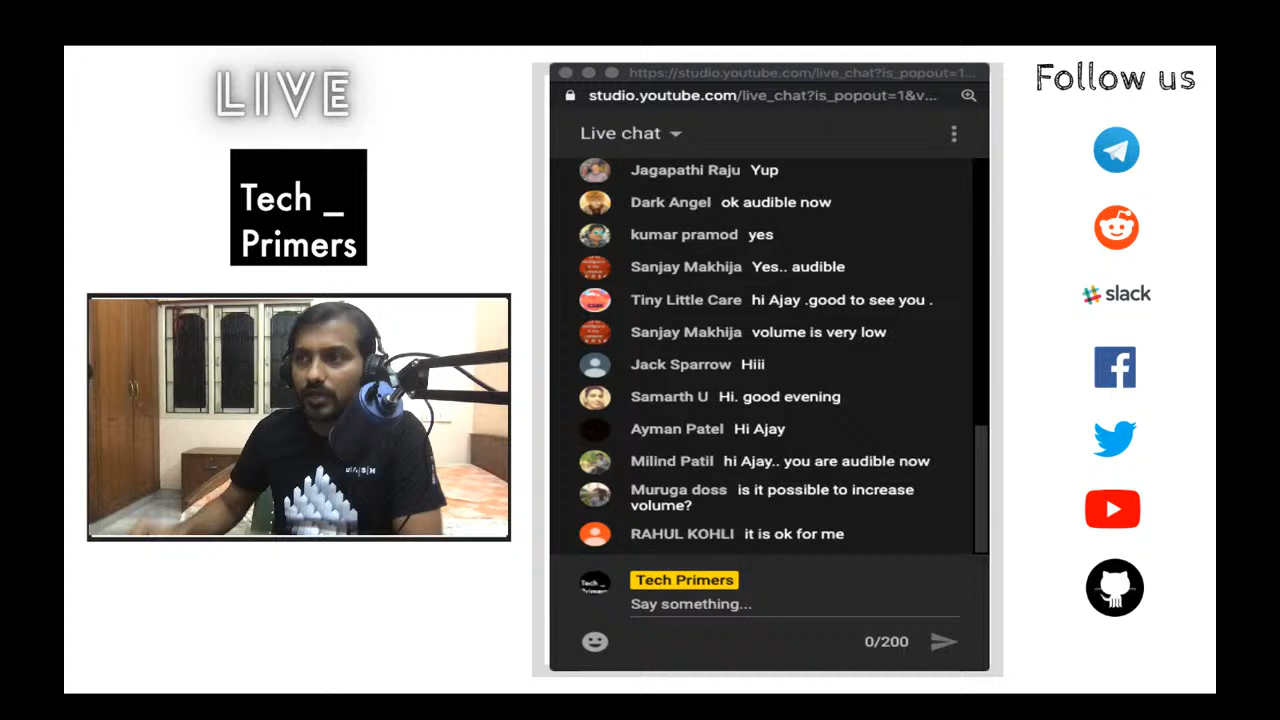 LIVE
Tech _
Primers
https://studio.youtube.com/live_chat?is_popout=1...
studio.youtube.com/live_chat?is_popout=1&v...
Live chat
Jagapathi Raju Yup
Dark Angel ok audible now
kumar pramod yes
Sanjay Makhija Yes.. audible
Tiny Little Care hi Ajay .good to see you .
Sanjay Makhija volume is very low
Jack Sparrow Hiii
Samarth U Hi. good evening
Ayman Patel Hi Ajay
Milind Patil hi Ajay.. you are audible now
Muruga doss is it possible to increase
volume?
RAHUL KOHLI it is ok for me
Tech _
Primers
Tech Primers
Say something...
0/200
Follow us
slack